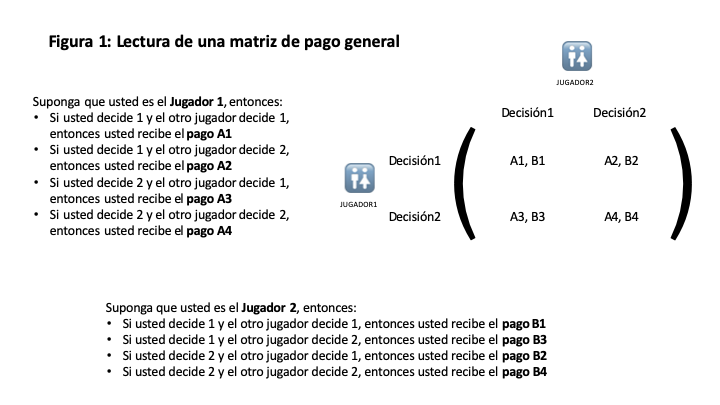 Figura 1: Lectura de una matriz de pago general
JUGADOR2
Suponga que usted es el Jugador 1, entonces:
• Si usted decide 1 y el otro jugador decide 1,
entonces usted recibe el pago A1
• Si usted decide 1 y el otro jugador decide 2,
entonces usted recibe el pago A2
• Si usted decide 2 y el otro jugador decide 1,
entonces usted recibe el pago A3
• Si usted decide 2 y el otro jugador decide 2,
entonces usted recibe el pago A4
Decisión1 Decisión2
Decisión1 A1, B1 A2, B2
JUGADOR1
Decisión2 A3, B3 A4, B4
Suponga que usted es el Jugador 2, entonces:
• Si usted decide 1 y el otro jugador decide 1, entonces usted recibe el pago B1
• Si usted decide 1 y el otro jugador decide 2, entonces usted recibe el pago B3
• Si usted decide 2 y el otro jugador decide 1, entonces usted recibe el pago B2
• Si usted decide 2 y el otro jugador decide 2, entonces usted recibe el pago B4